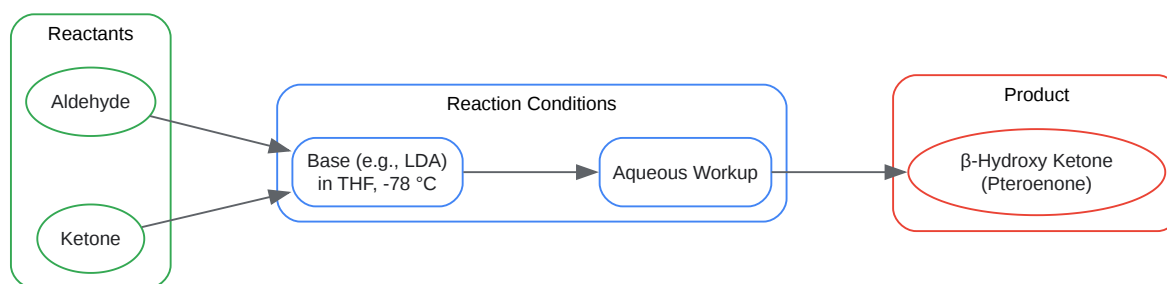 Reactants
Aldehyde
Ketone
Reaction Conditions
Base (e.g., LDA)
in THF, -78 °C
Aqueous Workup
Product
β-Hydroxy Ketone
(Pteroenone)